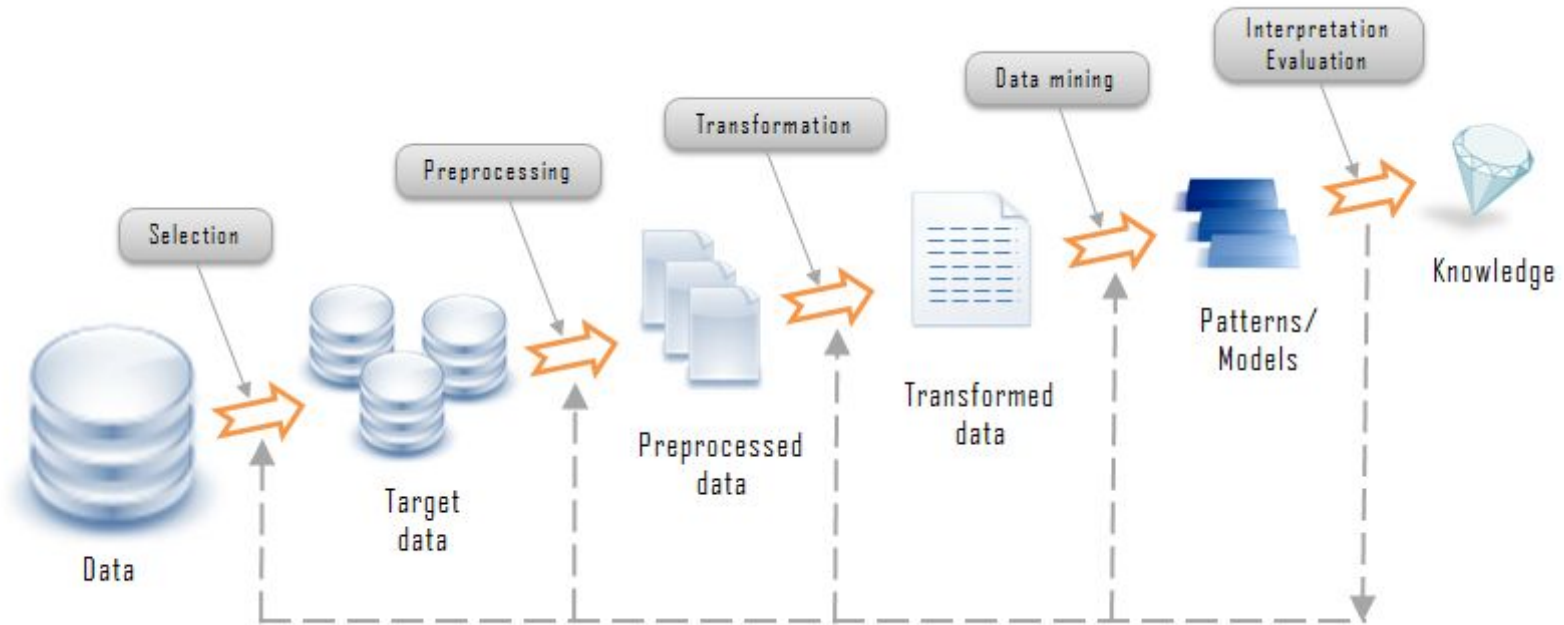 Interpretation
Evaluation
Data mining
Transformation
Preprocessing
Selection
Knowledge
Patterns/
Models
Transformed
data
Preprocessed
data
Target
data
Data